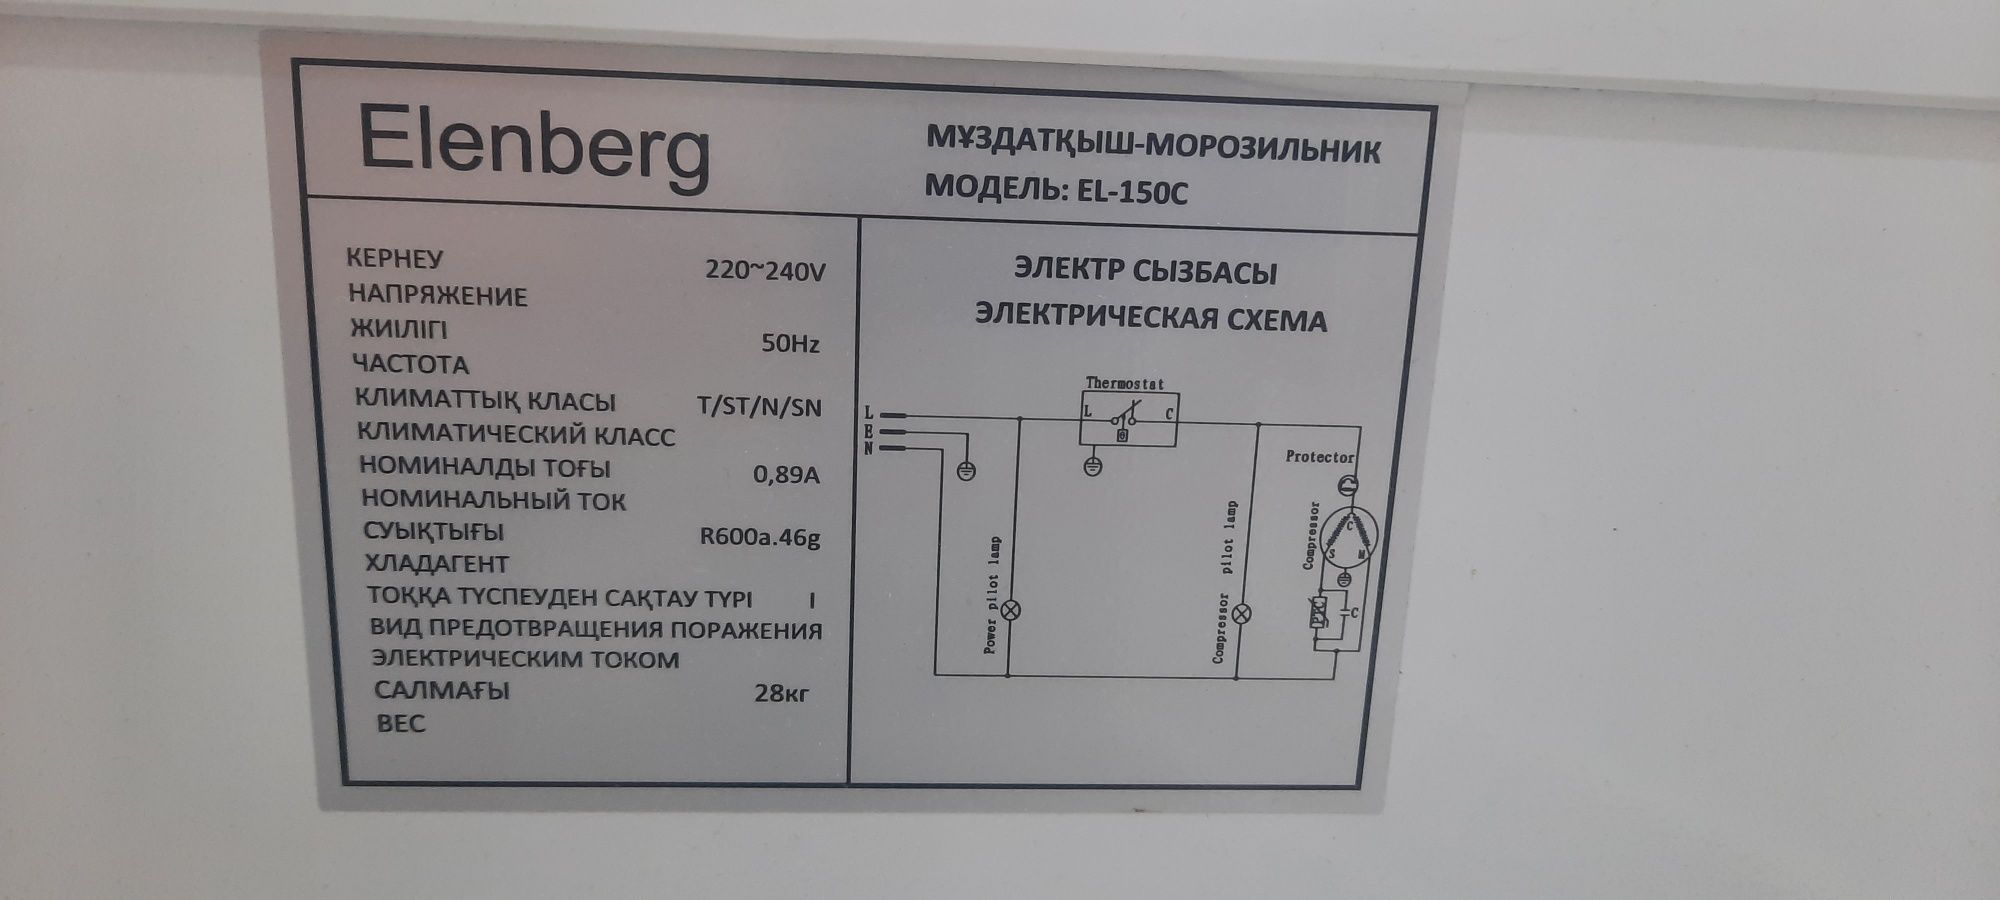 Elenberg
МҰЗДАТҚЫШ-МОРОЗИЛЬНИК
МОДЕЛЬ: EL-150C
КЕРНЕУ
НАПРЯЖЕНИЕ 220~240V
ЖИІЛІГІ
ЧАСТОТА 50Hz
КЛИМАТТЫҚ КЛАСЫ T/ST/N/SN
КЛИМАТИЧЕСКИЙ КЛАСС
НОМИНАЛДЫ ТОҒЫ 0,89A
НОМИНАЛЬНЫЙ ТОК
СУЫҚТЫҒЫ R600a.46g
ХЛАДАГЕНТ
ТОҚҚА ТҮСПЕУДЕН САҚТАУ ТҮРІ I
ВИД ПРЕДОТВРАЩЕНИЯ ПОРАЖЕНИЯ
ЭЛЕКТРИЧЕСКИМ ТОКОМ
САЛМАҒЫ 28кг
ВЕС
ЭЛЕКТР СЫЗБАСЫ
ЭЛЕКТРИЧЕСКАЯ СХЕМА
Thermostat
L
E
N
L C
θ
Power pilot lamp
Compressor pilot lamp
Protector
Compressor
C
S M
PTC
C